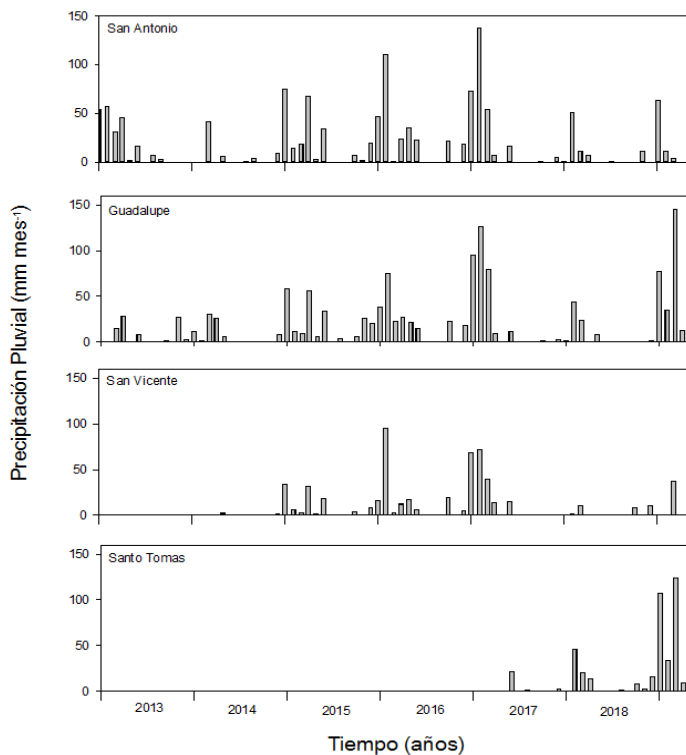 Precipitación Pluvial (mm mes-1)
San Antonio
150
100
50
0
Guadalupe
150
100
50
0
San Vicente
150
100
50
0
Santo Tomas
150
100
50
0
2013 2014 2015 2016 2017 2018
Tiempo (años)